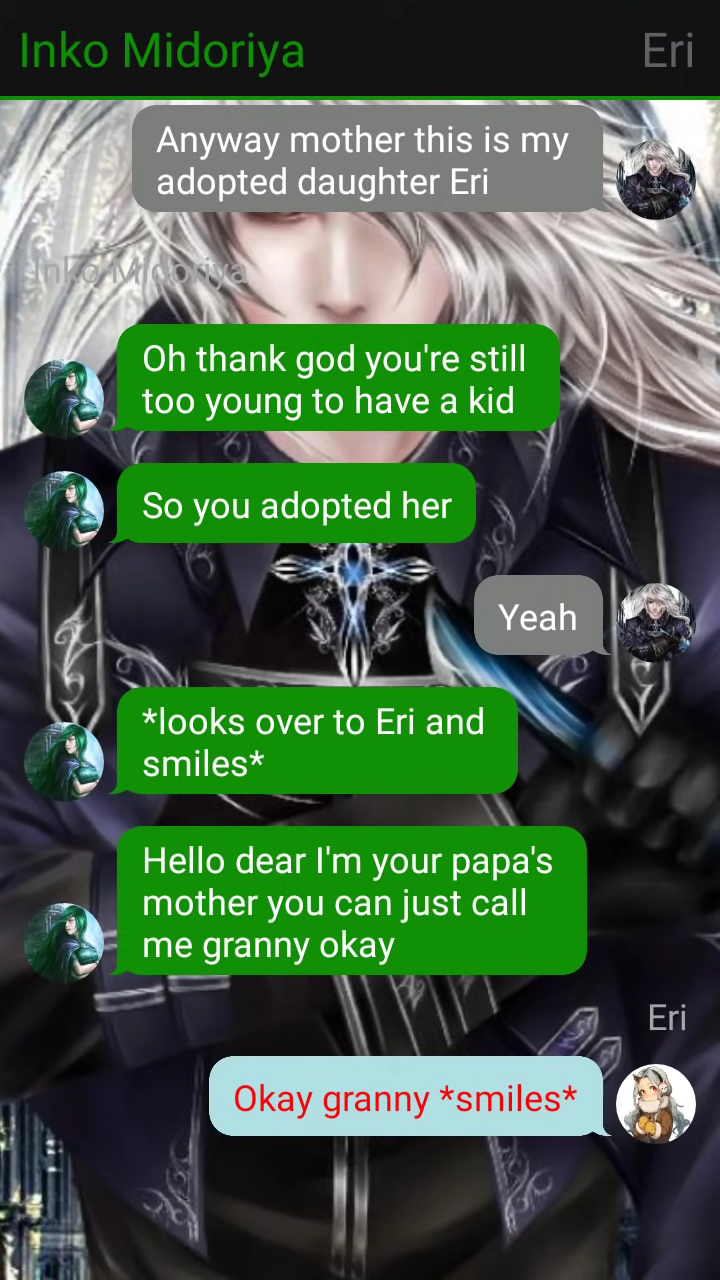 Inko Midoriya
Eri
Anyway mother this is my
adopted daughter Eri
Inko Midoriya
Oh thank god you're still
too young to have a kid
So you adopted her
Yeah
*looks over to Eri and
smiles*
Hello dear I'm your papa's
mother you can just call
me granny okay
Eri
Okay granny *smiles*